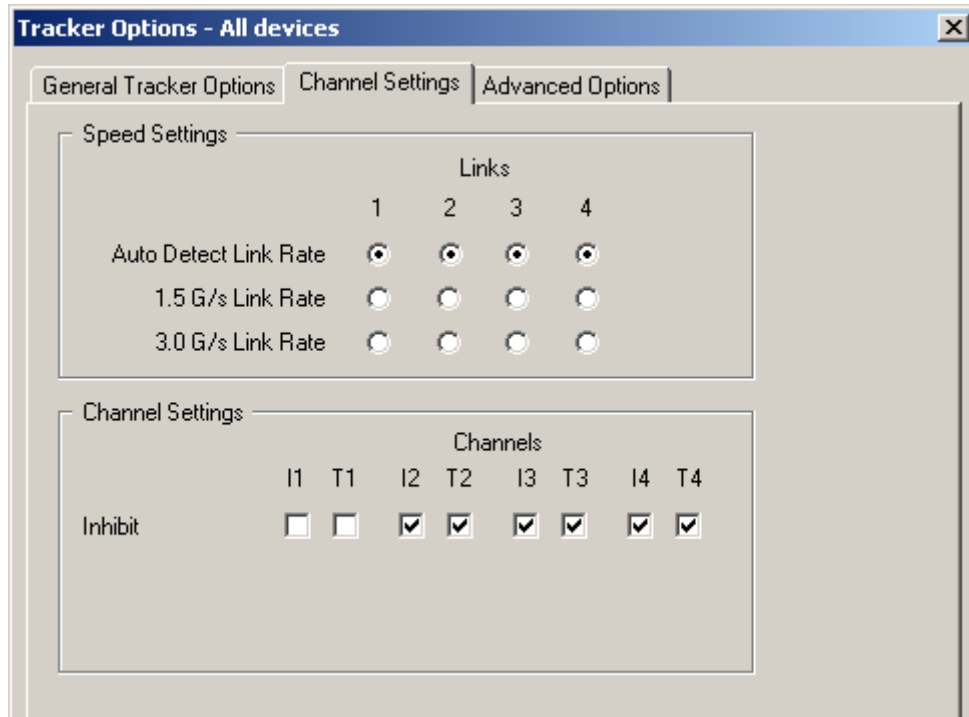 Tracker Options - All devices
General Tracker Options Channel Settings Advanced Options
Speed Settings
Links
1 2 3 4
Auto Detect Link Rate
1.5 G/s Link Rate
3.0 G/s Link Rate
Channel Settings
Channels
I1 T1 I2 T2 I3 T3 I4 T4
Inhibit